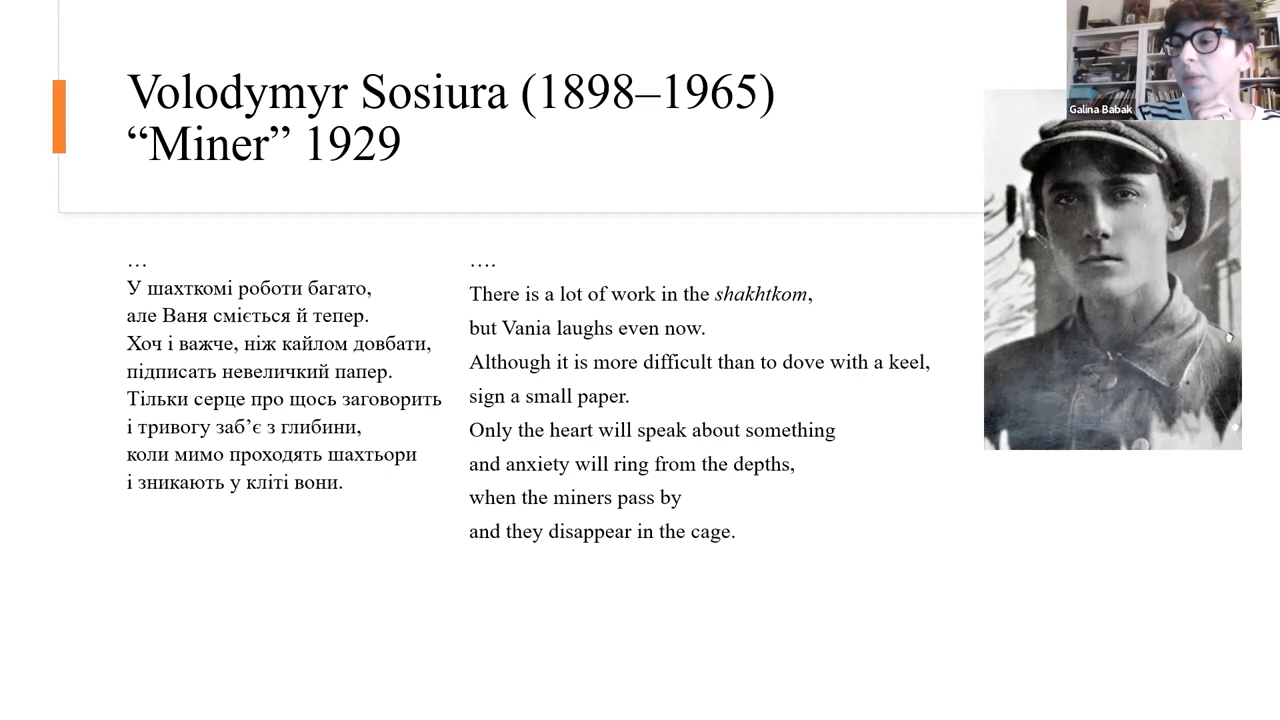 Volodymyr Sosiura (1898–1965)
“Miner” 1929
Galina Babak
…
У шахткомі роботи багато,
але Ваня сміється й тепер.
Хоч і важче, ніж кайлом довбати,
підписать невеличкий папер.
Тільки серце про щось заговорить
і тривогу заб’є з глибини,
коли мимо проходять шахтьори
і зникають у кліті вони.
….
There is a lot of work in the shakhtkom,
but Vania laughs even now.
Although it is more difficult than to dove with a keel,
sign a small paper.
Only the heart will speak about something
and anxiety will ring from the depths,
when the miners pass by
and they disappear in the cage.